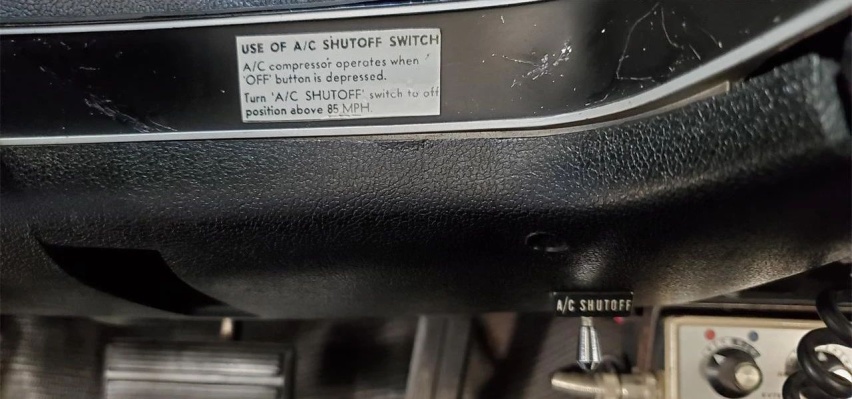 USE OF A/C SHUTOFF SWITCH
A/C compressor operates when
'OFF' button is depressed.
Turn 'A/C SHUTOFF' switch to off
position above 85 MPH.
A/C SHUTOFF